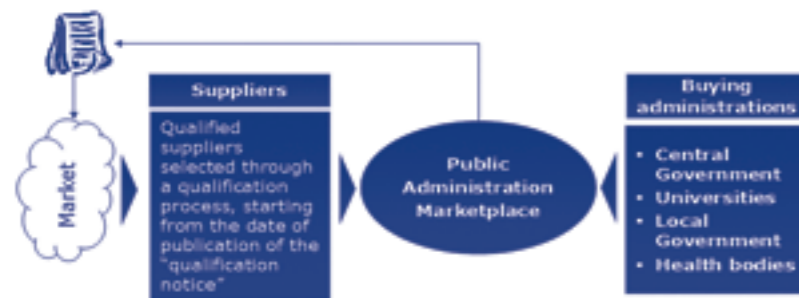 Suppliers
Qualified
suppliers
selected through
a qualification
process, starting
from the date of
publication of the
"qualification
notice"
Market
Public
Administration
Marketplace
Buying
administrations
• Central
Government
• Universities
• Local
Government
• Health bodies